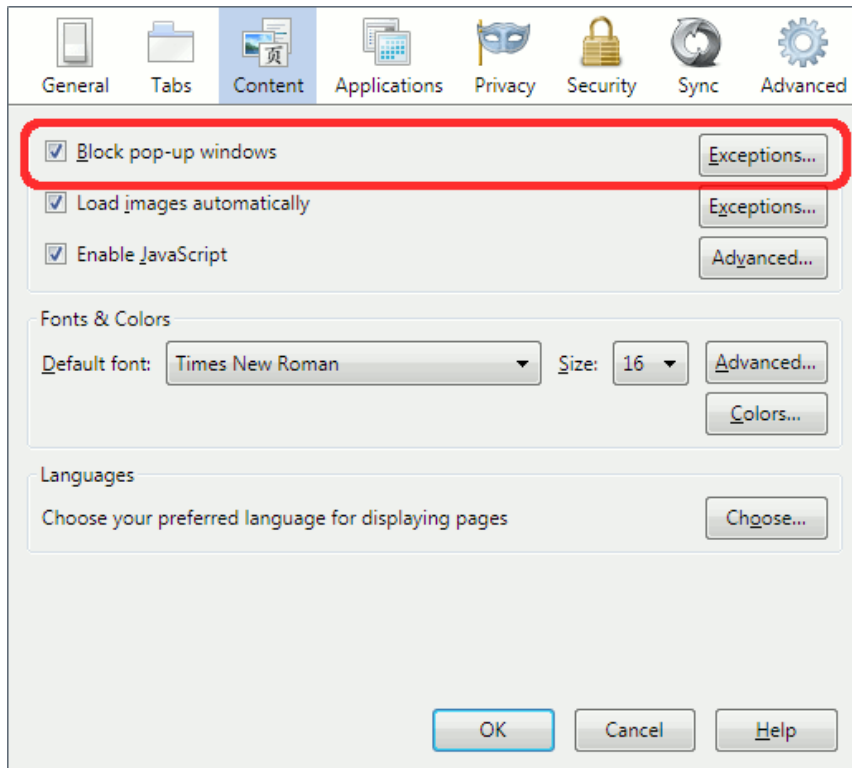 General Tabs Content Applications Privacy Security Sync Advanced
页
Block pop-up windows Exceptions...
Load images automatically Exceptions...
Enable JavaScript Advanced...
Fonts & Colors
Default font: Times New Roman Size: 16 Advanced...
Colors...
Languages
Choose your preferred language for displaying pages Choose...
OK Cancel Help